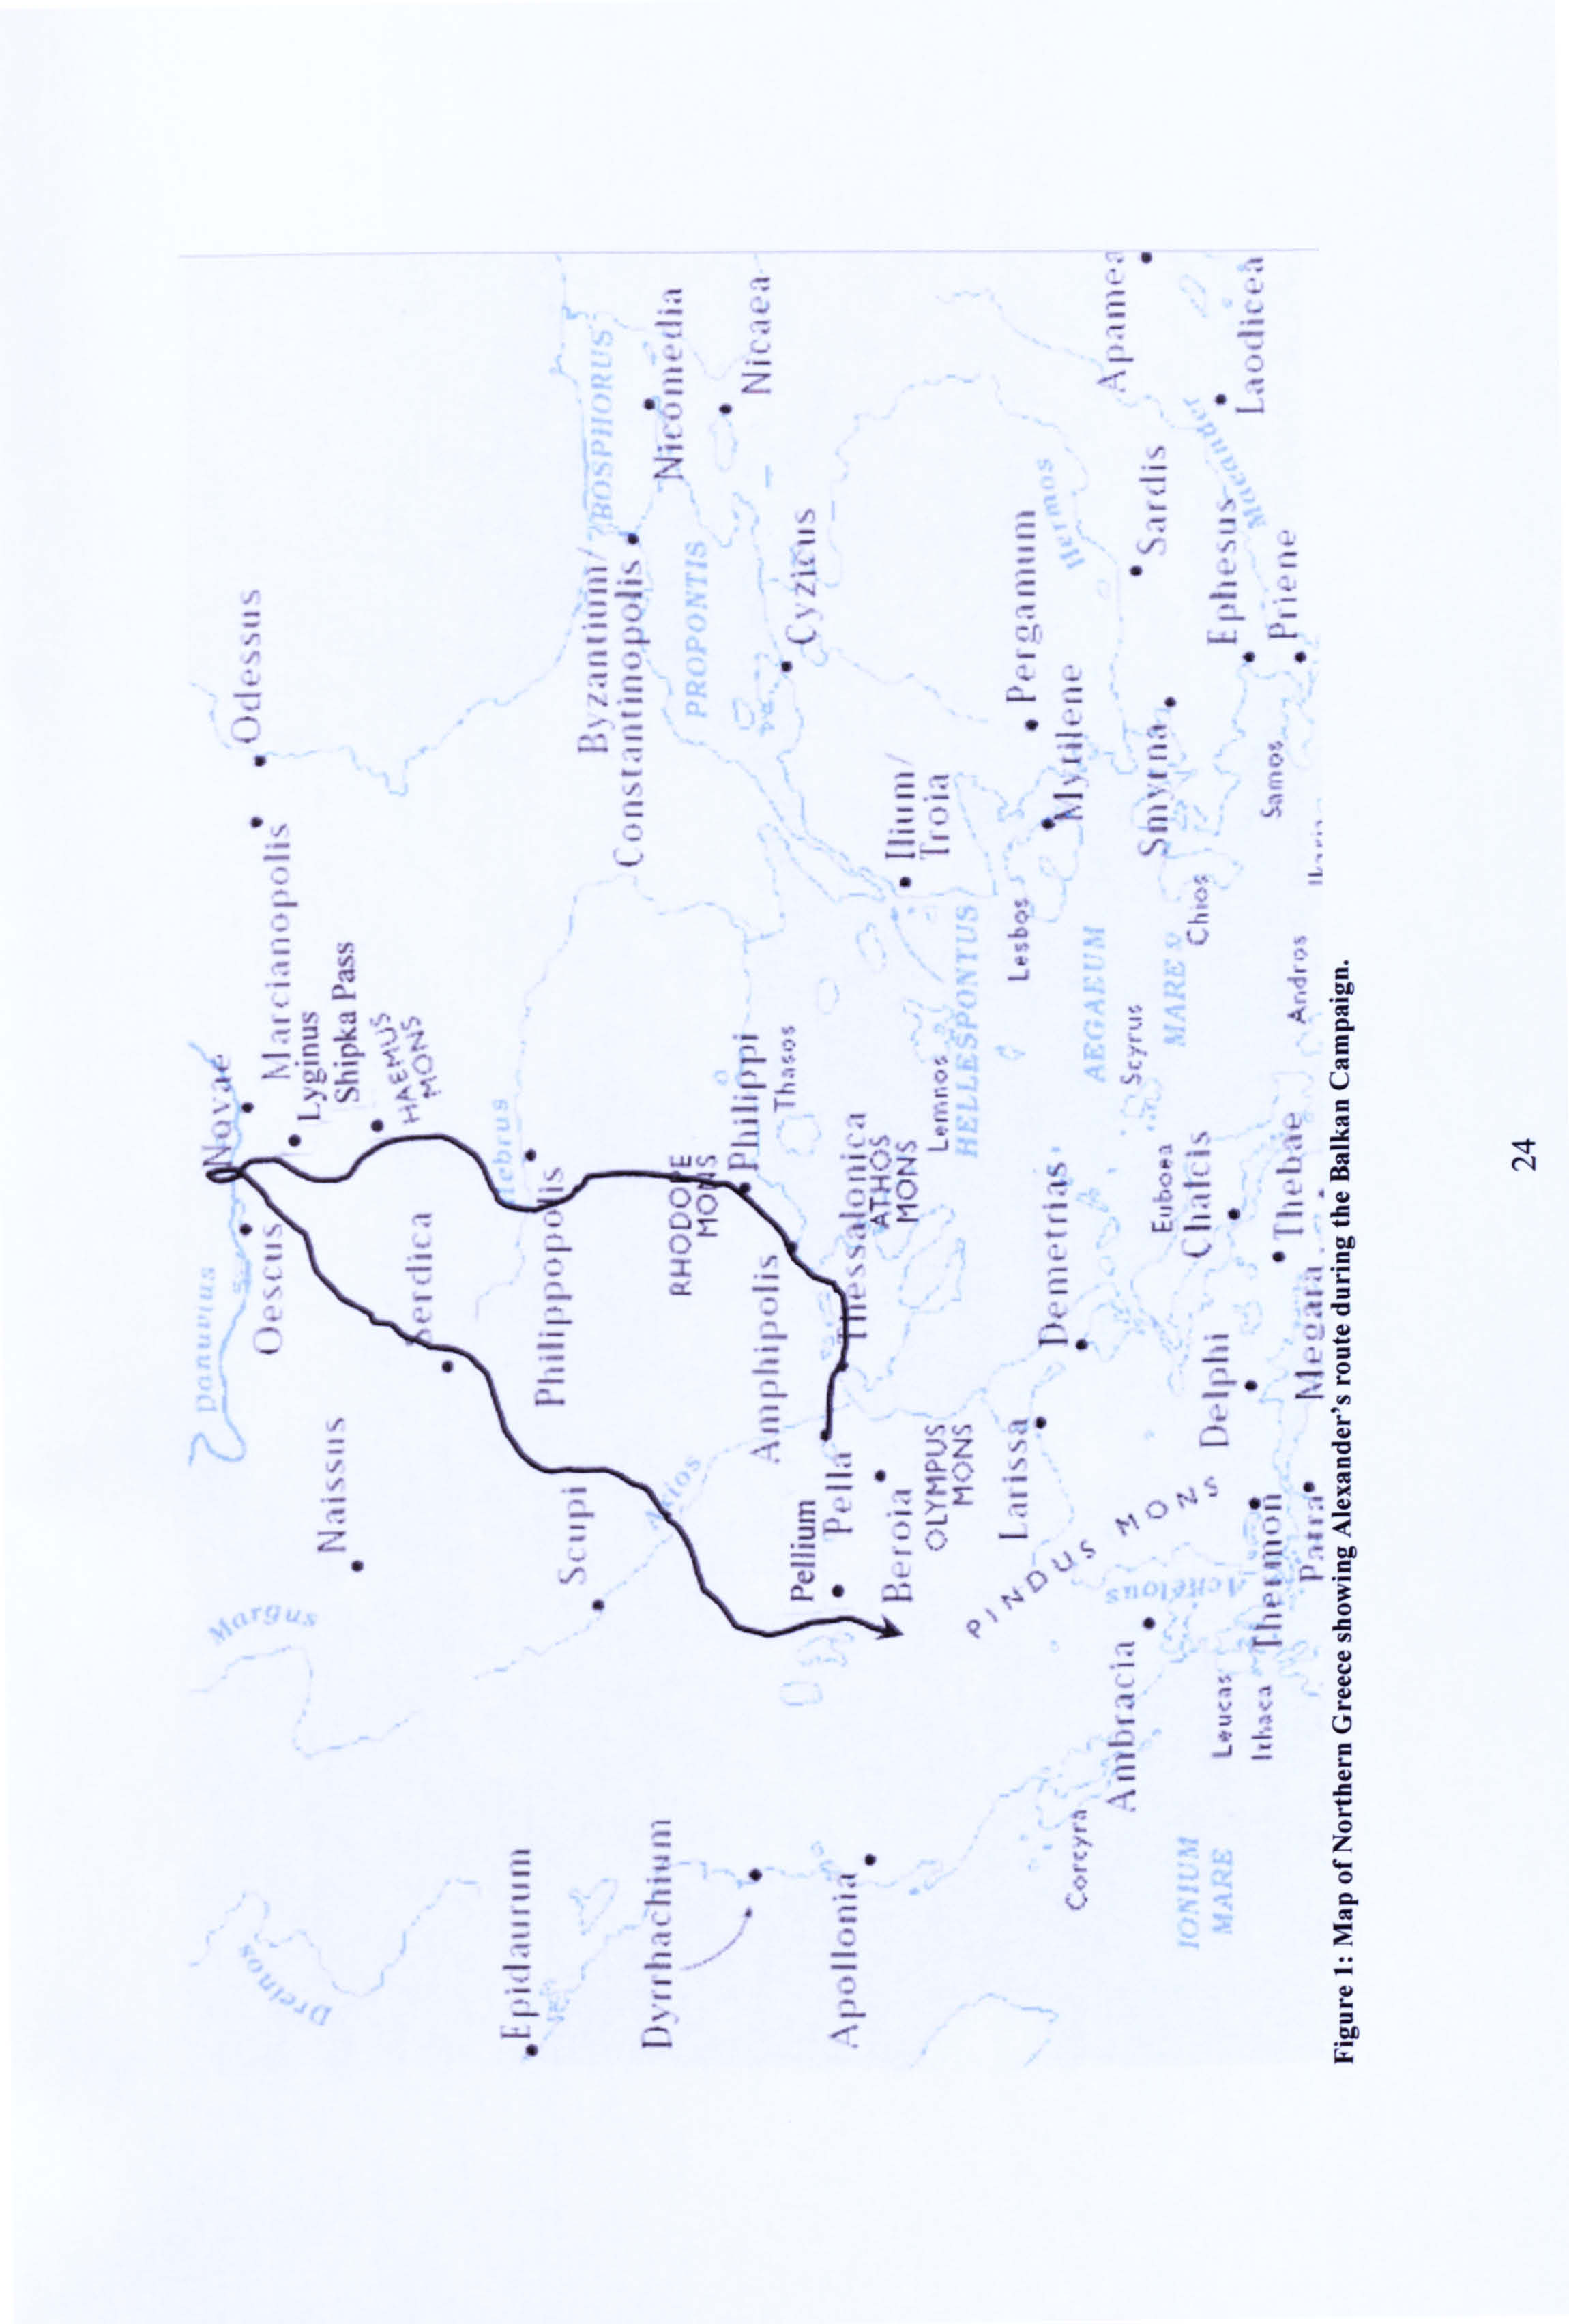 Danuvius
Novae
Odessus
Oescus
Marcianopolis
Lyginus
Shipka Pass
HAEMUS
MONS
Naissus
Margus
Dreinos
Serdica
Hebrus
Philippopolis
Epidaurum
Scupi
Axios
Byzantium/
Constantinopolis
BOSPHORUS
Nicomedia
Nicaea
PROPONTIS
Cyzicus
RHODOPE
MONS
Philippi
Thasos
Amphipolis
Dyrrhachium
Apollonia
Pellium
Pella
Thessalonica
ATHOS
MONS
Beroia
OLYMPUS
MONS
Lemnos
HELLESPONTUS
Ilium/
Troia
Larissa
PINDUS MONS
Demetrias
Lesbos
Pergamum
Mytilene
Hermos
AEGAEUM
MARE
Scyrus
Corcyra
Ambracia
Achelous
Euboea
Chalcis
Chios
Smyrna
Sardis
Apamea
IONIUM
MARE
Leucas
Ithaca
Thermon
Delphi
Thebae
Andros
Samos
Ephesus
Maeander
Priene
Laodicea
Patra
Megara
Figure 1: Map of Northern Greece showing Alexander's route during the Balkan Campaign.
24